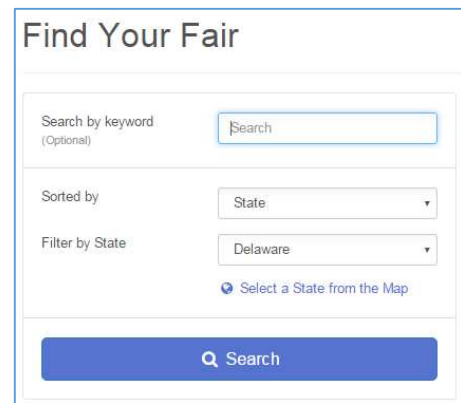 Find Your Fair
Search by keyword
(Optional)
Search
Sorted by
State
Filter by State
Delaware
Select a State from the Map
Search